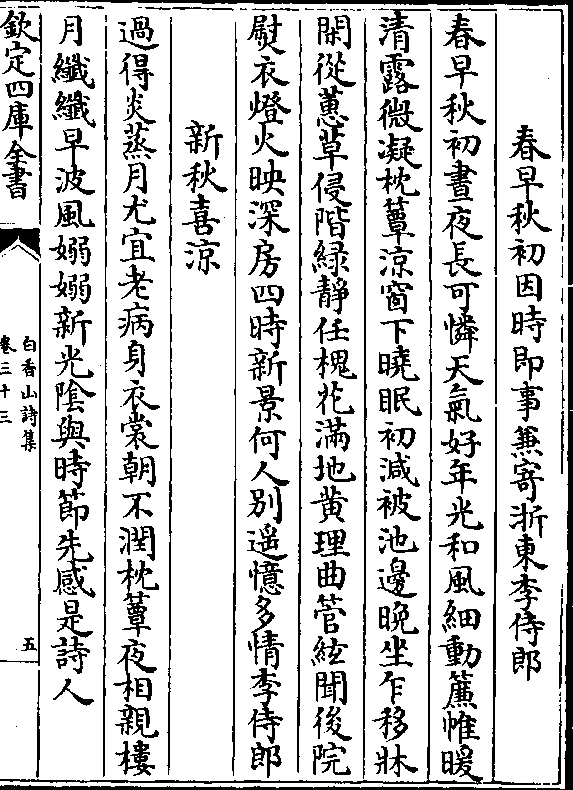 春早秋初因時即事兼寄浙東李侍郎
春早秋初晝夜長可憐天氣好年光和風細動簾帷暖
清露微凝枕簟涼窗下曉眠初減被池邊晚坐乍移牀
閑從蕙草侵階緑靜任槐花滿地黄理曲管絃聞後院
熨衣燈火映深房四時新景何人别遥憶多情李侍郎
新秋喜涼
過得炎蒸月尤宜老病身衣裳朝不潤枕簟夜相親樓
月纖纖早波風嫋嫋新光陰與時節先感是詩人
欽定四庫全書
白香山詩集
卷三十三
五